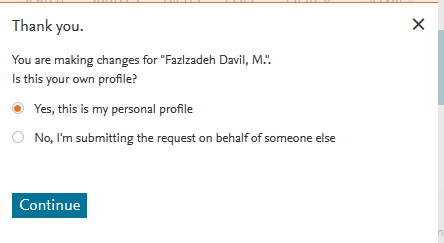 Thank you.
You are making changes for "Fazlzadeh Davil, M.".
Is this your own profile?
Yes, this is my personal profile
No, I'm submitting the request on behalf of someone else
Continue